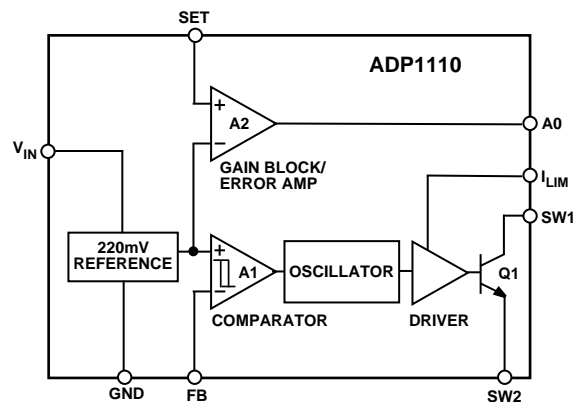 SET
ADP1110
+
A2
−
A0
V_IN
GAIN BLOCK/
ERROR AMP
I_LIM
SW1
220mV
REFERENCE
+
A1
−
OSCILLATOR
Q1
COMPARATOR
DRIVER
GND
FB
SW2